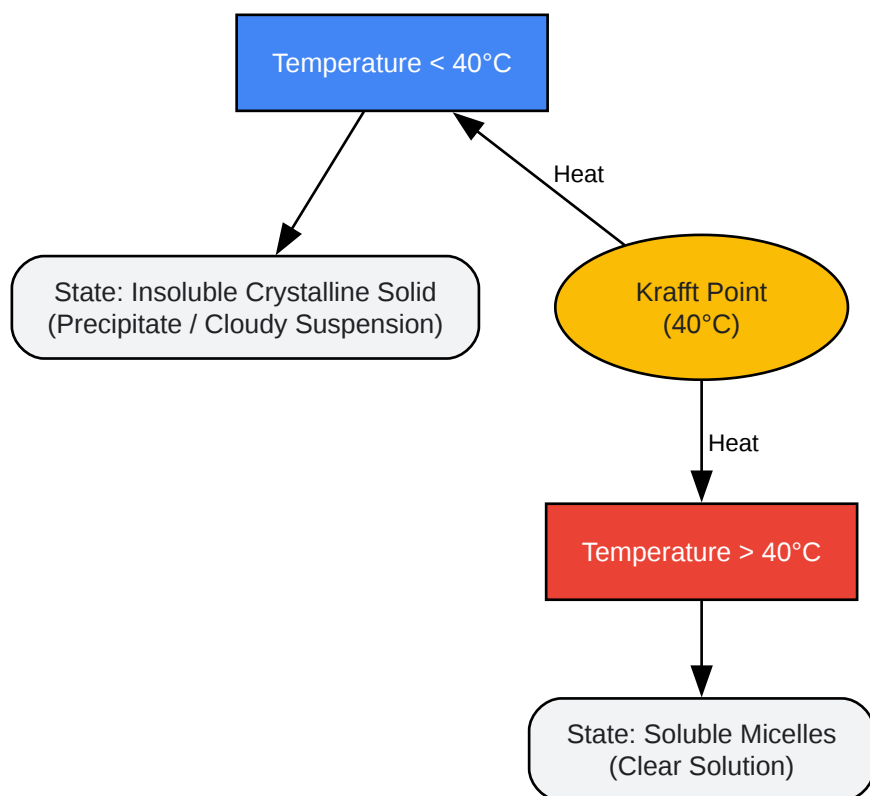 Temperature < 40°C
Heat
State: Insoluble Crystalline Solid
(Precipitate / Cloudy Suspension)
Krafft Point
(40°C)
Heat
Temperature > 40°C
State: Soluble Micelles
(Clear Solution)